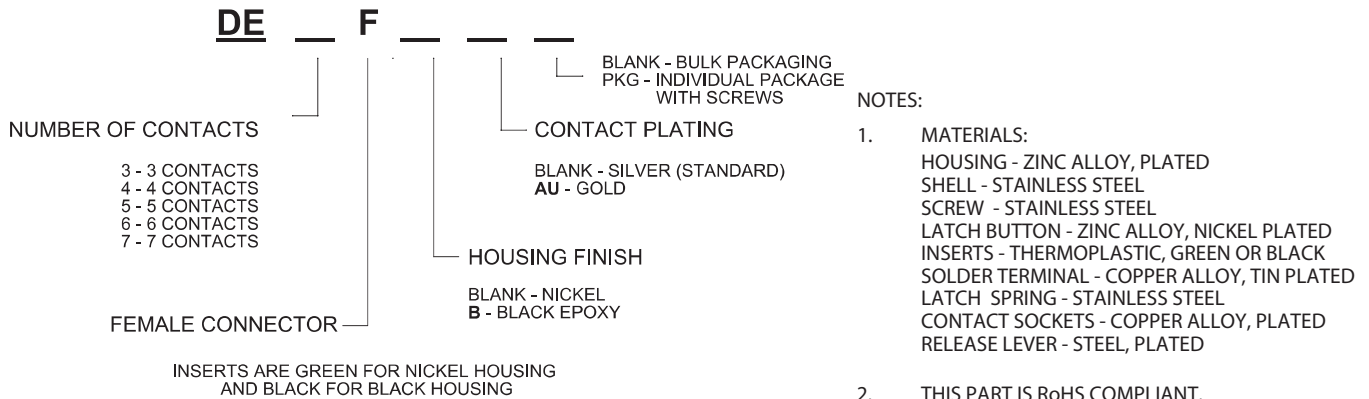 DE __ F __ __ __
BLANK - BULK PACKAGING
PKG - INDIVIDUAL PACKAGE
WITH SCREWS
NUMBER OF CONTACTS
3 - 3 CONTACTS
4 - 4 CONTACTS
5 - 5 CONTACTS
6 - 6 CONTACTS
7 - 7 CONTACTS
CONTACT PLATING
BLANK - SILVER (STANDARD)
AU - GOLD
HOUSING FINISH
BLANK - NICKEL
B - BLACK EPOXY
FEMALE CONNECTOR
INSERTS ARE GREEN FOR NICKEL HOUSING
AND BLACK FOR BLACK HOUSING
NOTES:
1. MATERIALS:
HOUSING - ZINC ALLOY, PLATED
SHELL - STAINLESS STEEL
SCREW - STAINLESS STEEL
LATCH BUTTON - ZINC ALLOY, NICKEL PLATED
INSERTS - THERMOPLASTIC, GREEN OR BLACK
SOLDER TERMINAL - COPPER ALLOY, TIN PLATED
LATCH SPRING - STAINLESS STEEL
CONTACT SOCKETS - COPPER ALLOY, PLATED
RELEASE LEVER - STEEL, PLATED
2. THIS PART IS RoHS COMPLIANT.